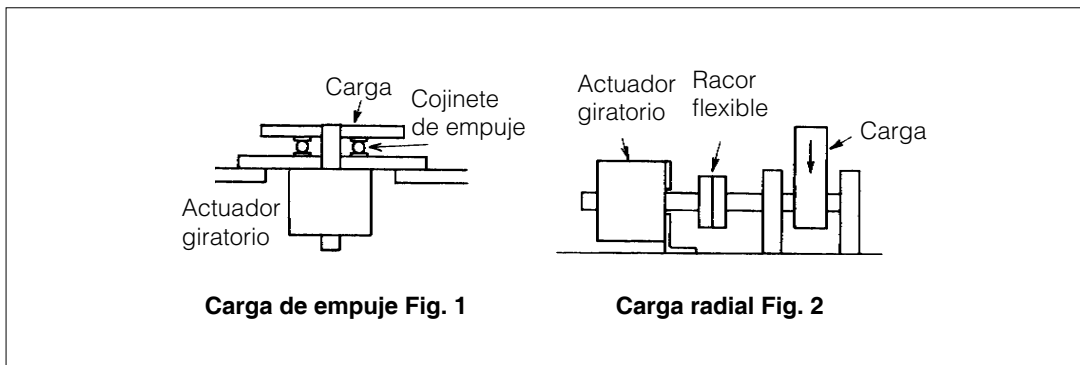 Carga
Cojinete
de empuje
Actuador
giratorio
Carga de empuje Fig. 1
Actuador
giratorio
Racor
flexible
Carga
Carga radial Fig. 2